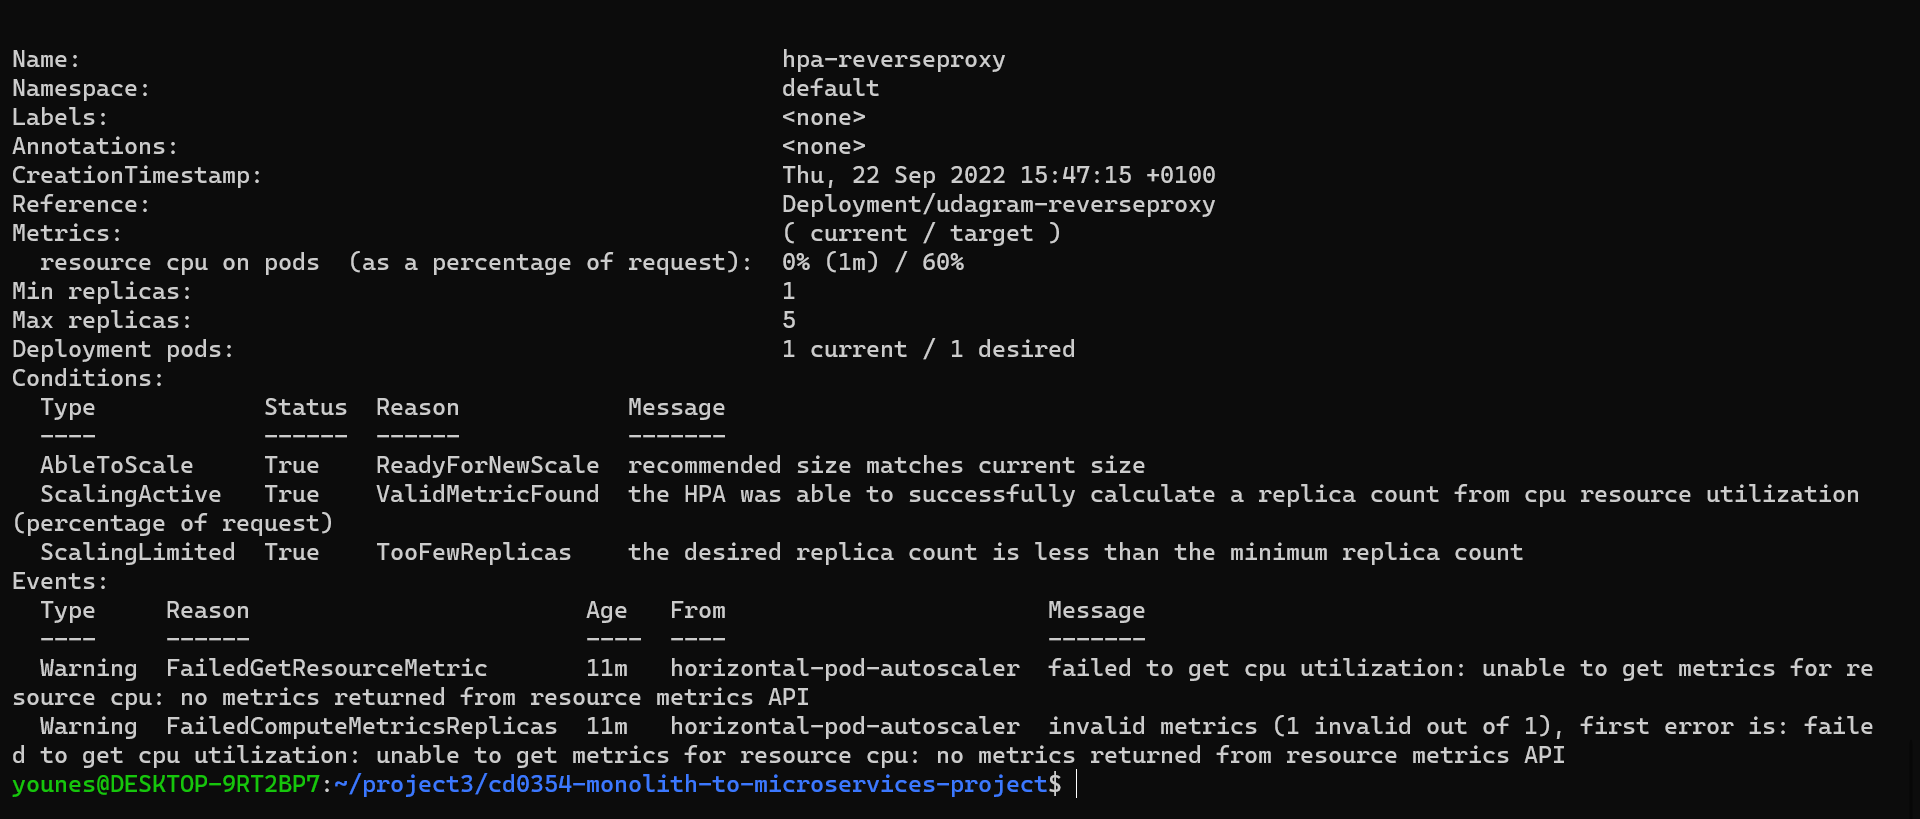 Name:                                                  hpa-reverseproxy
Namespace:                                             default
Labels:                                                <none>
Annotations:                                           <none>
CreationTimestamp:                                     Thu, 22 Sep 2022 15:47:15 +0100
Reference:                                             Deployment/udagram-reverseproxy
Metrics:                                               ( current / target )
  resource cpu on pods  (as a percentage of request):  0% (1m) / 60%
Min replicas:                                          1
Max replicas:                                          5
Deployment pods:                                       1 current / 1 desired
Conditions:
  Type            Status  Reason            Message
  ----            ------  ------            -------
  AbleToScale     True    ReadyForNewScale  recommended size matches current size
  ScalingActive   True    ValidMetricFound  the HPA was able to successfully calculate a replica count from cpu resource utilization
(percentage of request)
  ScalingLimited  True    TooFewReplicas    the desired replica count is less than the minimum replica count
Events:
  Type     Reason                        Age   From                       Message
  ----     ------                        ----  ----                       -------
  Warning  FailedGetResourceMetric       11m   horizontal-pod-autoscaler  failed to get cpu utilization: unable to get metrics for re
source cpu: no metrics returned from resource metrics API
  Warning  FailedComputeMetricsReplicas  11m   horizontal-pod-autoscaler  invalid metrics (1 invalid out of 1), first error is: faile
d to get cpu utilization: unable to get metrics for resource cpu: no metrics returned from resource metrics API
younes@DESKTOP-9RT2BP7:~/project3/cd0354-monolith-to-microservices-project$